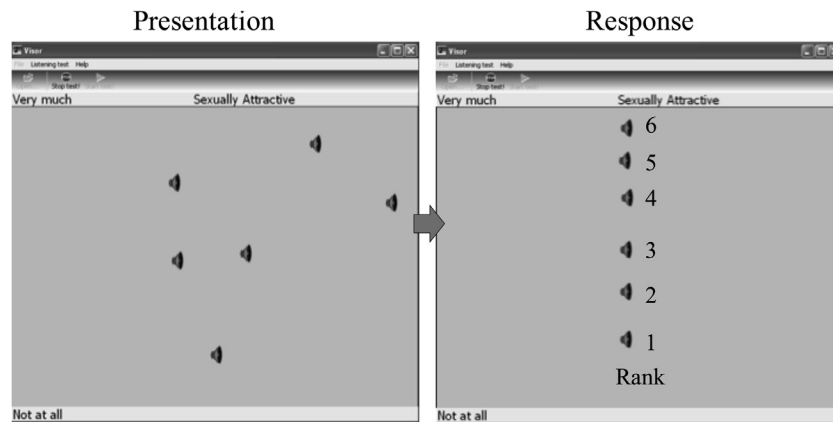 Presentation
Response
Visor
File Listening test Help
Stop test!
Very much Sexually Attractive
Not at all
Visor
File Listening test Help
Stop test!
Very much Sexually Attractive
6
5
4
3
2
1
Rank
Not at all